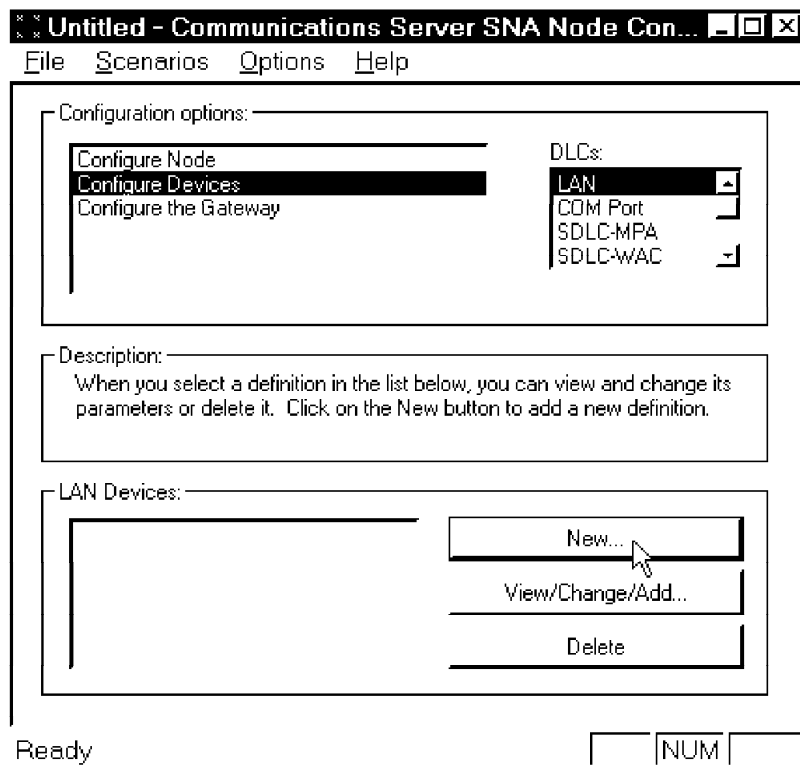 Untitled - Communications Server SNA Node Con...
File Scenarios Options Help
Configuration options:
Configure Node
Configure Devices
Configure the Gateway
DLCs:
LAN
COM Port
SDLC-MPA
SDLC-WAC
Description:
When you select a definition in the list below, you can view and change its
parameters or delete it. Click on the New button to add a new definition.
LAN Devices:
New...
View/Change/Add...
Delete
Ready NUM